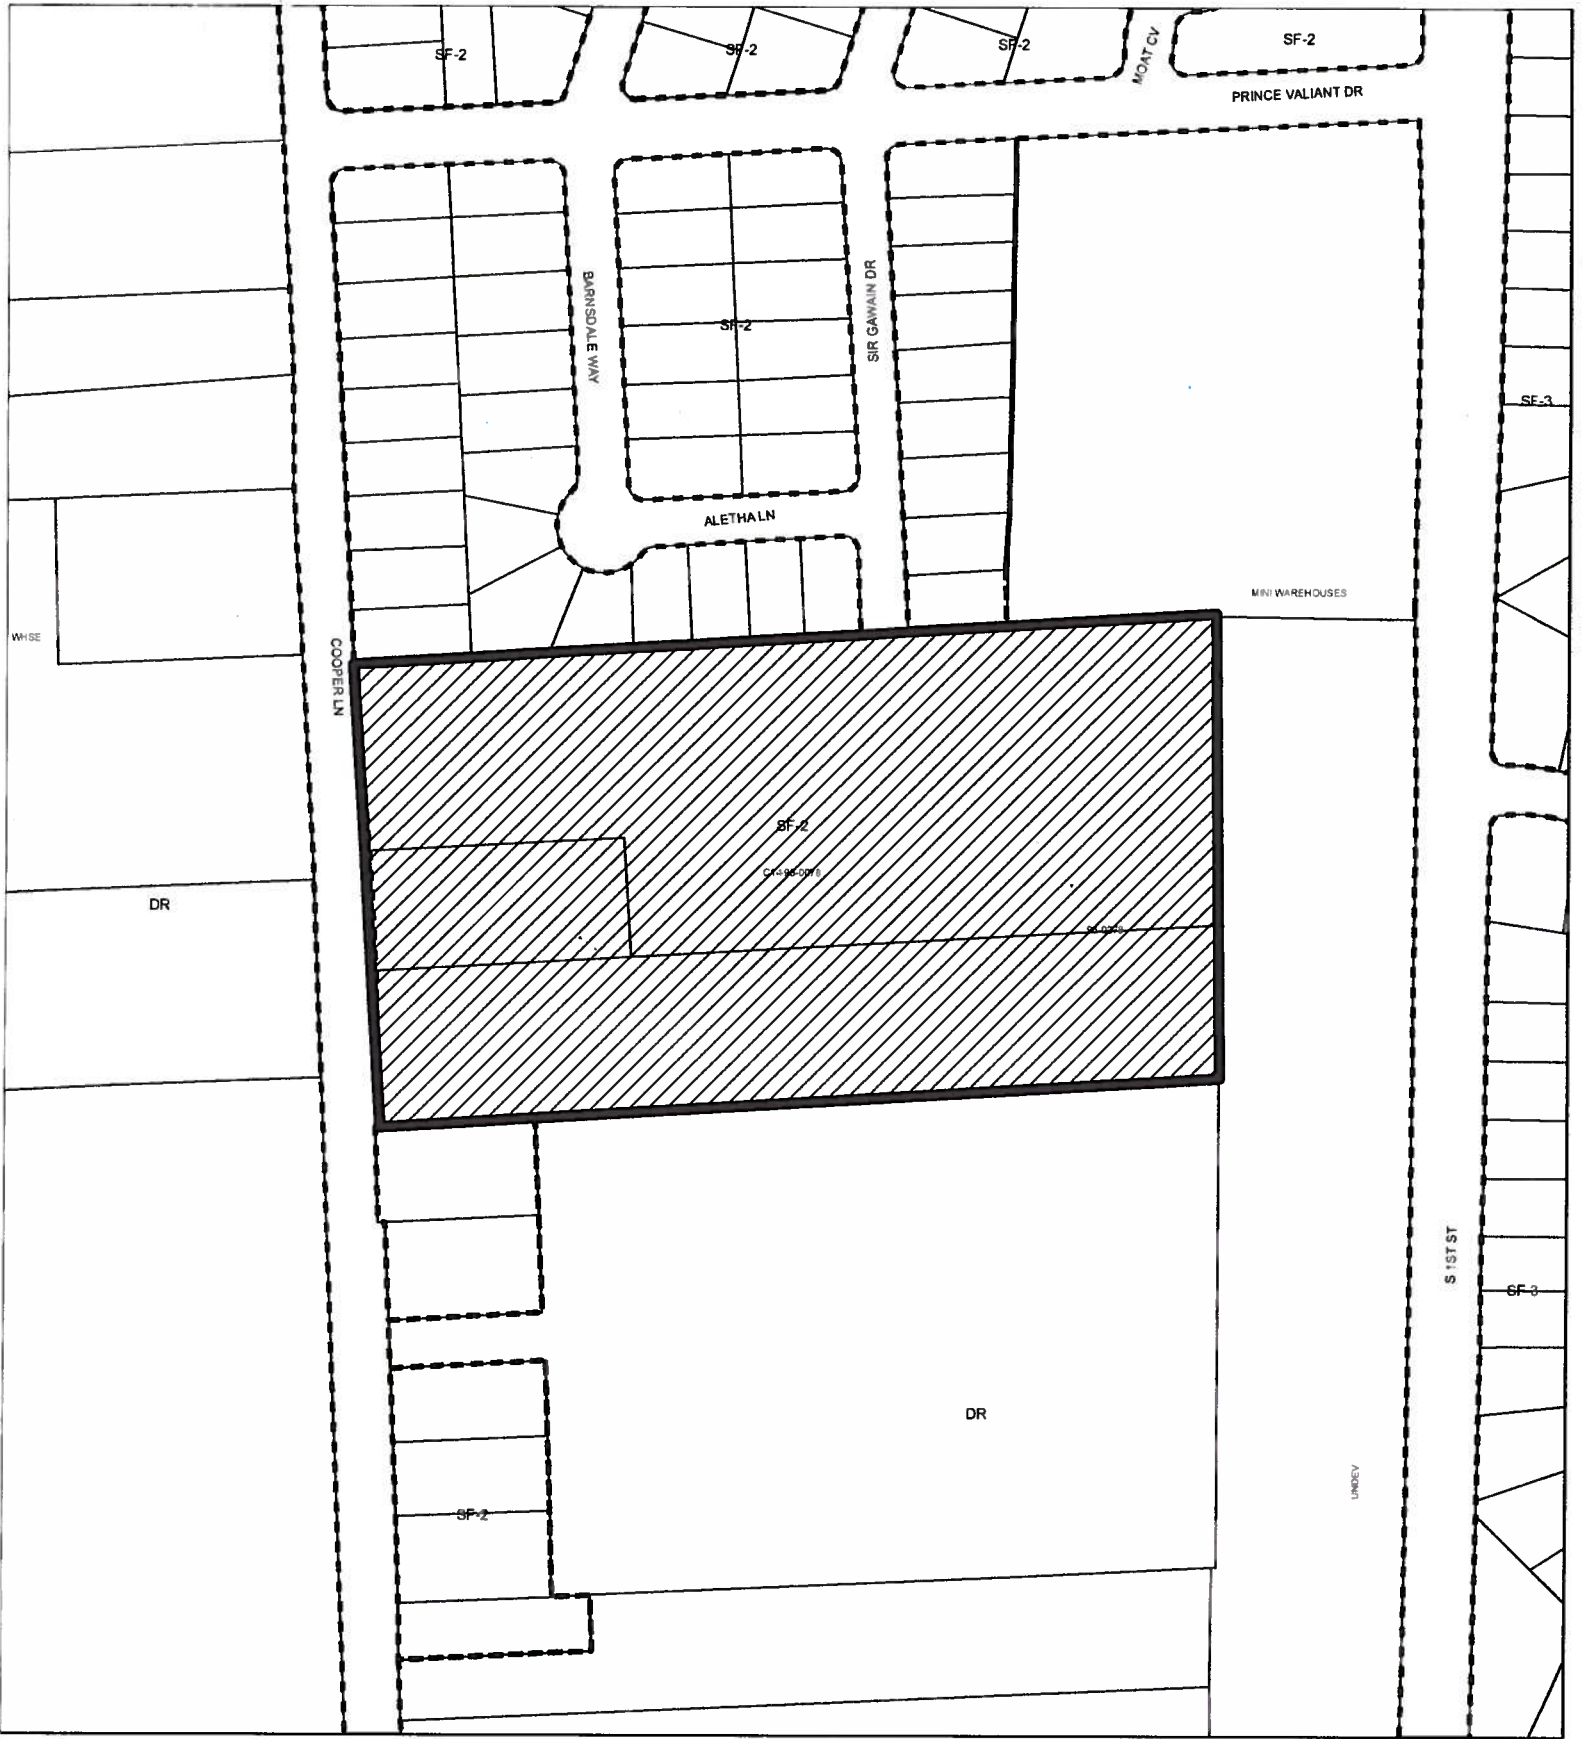 SF-2
SF-2
SF-2
SF-2
MOAT CV
PRINCE VALIANT DR
BARNSDALE WAY
SF-2
SIR GAWAIN DR
SF-3
ALETHA LN
MINI WAREHOUSES
WHSE
COOPER LN
SF-2
DR
S 1ST ST
SF-3
DR
UNDEV
SF-2